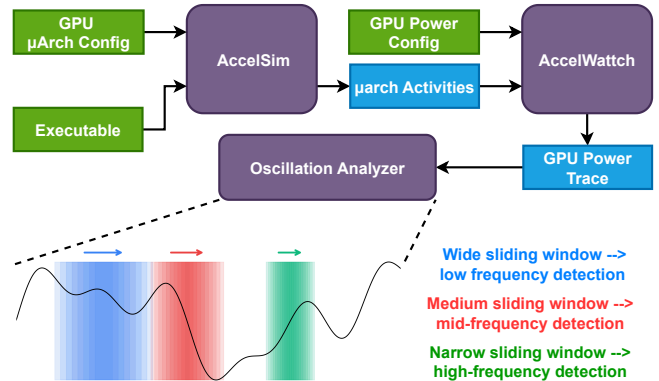 GPU
µArch Config
AccelSim
GPU Power
Config
AccelWattch
µarch Activities
Executable
Oscillation Analyzer
GPU Power
Trace
Wide sliding window -->
low frequency detection
Medium sliding window -->
mid-frequency detection
Narrow sliding window -->
high-frequency detection